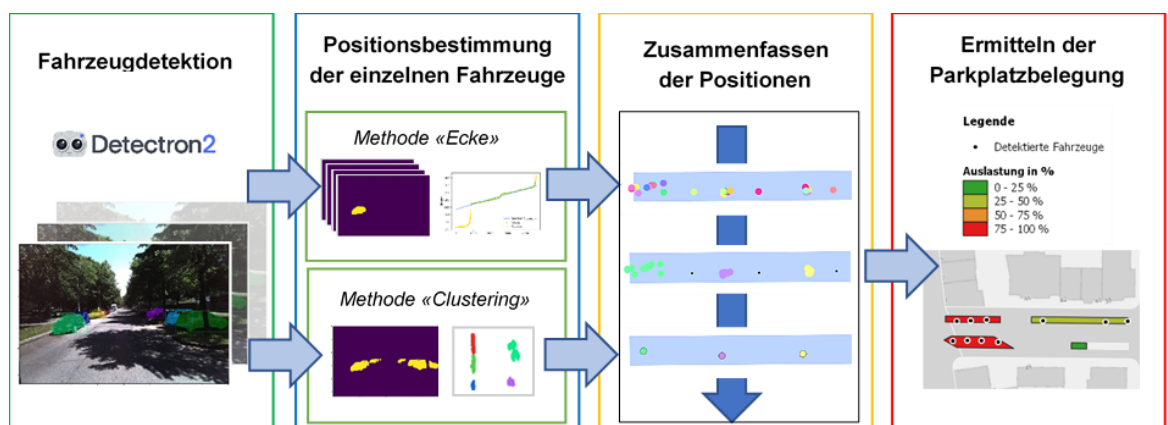 Fahrzeugdetektion
Detectron2
Positionsbestimmung
der einzelnen Fahrzeuge
Methode «Ecke»
Methode «Clustering»
Zusammenfassen
der Positionen
Ermitteln der
Parkplatzbelegung
Legende
Detektierte Fahrzeuge
Auslastung in %
0 - 25 %
25 - 50 %
50 - 75 %
75 - 100 %